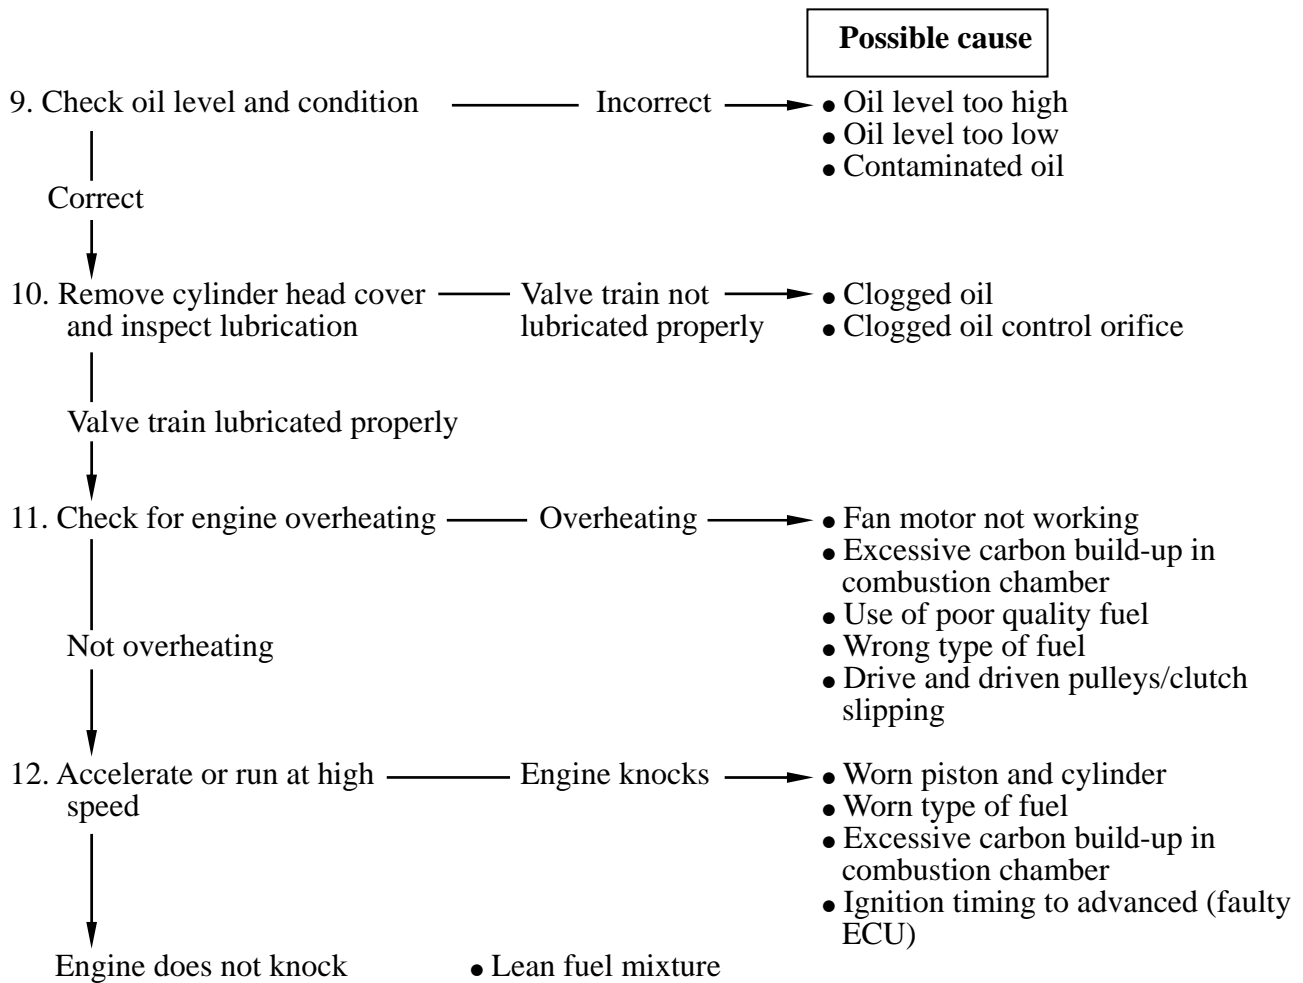 Possible cause
9. Check oil level and condition
Incorrect
• Oil level too high
• Oil level too low
• Contaminated oil
Correct
10. Remove cylinder head cover
and inspect lubrication
Valve train not
lubricated properly
• Clogged oil
• Clogged oil control orifice
Valve train lubricated properly
11. Check for engine overheating
Overheating
• Fan motor not working
• Excessive carbon build-up in
combustion chamber
• Use of poor quality fuel
• Wrong type of fuel
• Drive and driven pulleys/clutch
slipping
Not overheating
12. Accelerate or run at high
speed
Engine knocks
• Worn piston and cylinder
• Worn type of fuel
• Excessive carbon build-up in
combustion chamber
• Ignition timing to advanced (faulty
ECU)
Engine does not knock
• Lean fuel mixture